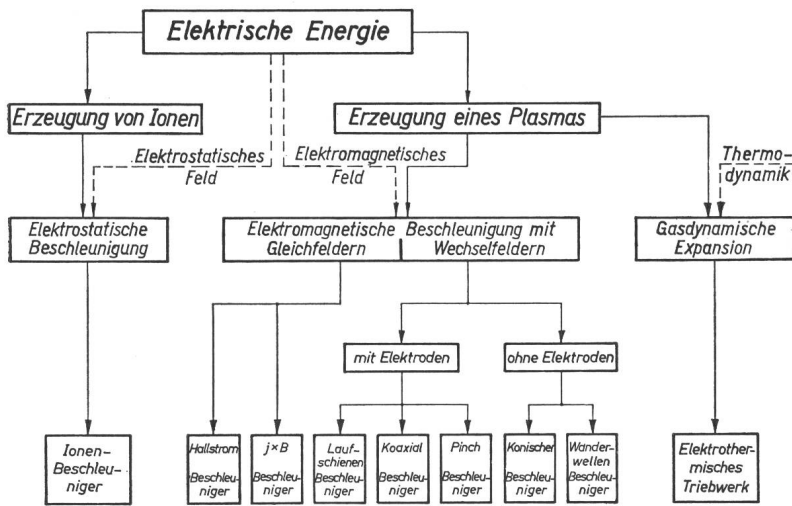 Elektrische Energie
Erzeugung von Ionen
Erzeugung eines Plasmas
Elektrostatisches
Feld
Elektromagnetisches
Feld
Thermo-
dynamik
Elektrostatische
Beschleunigung
Elektromagnetische Beschleunigung mit
Gleichfeldern Wechselfeldern
Gasdynamische
Expansion
mit Elektroden
ohne Elektroden
Ionen-
Beschleu-
niger
Hallstrom
Beschleu-
niger
j×B
Beschleu-
niger
Lauf-
schienen
Beschleu-
niger
Koaxial
Beschleu-
niger
Pinch
Beschleu-
niger
Konischer
Beschleu-
niger
Wander-
wellen
Beschleu-
niger
Elektrother-
misches
Triebwerk